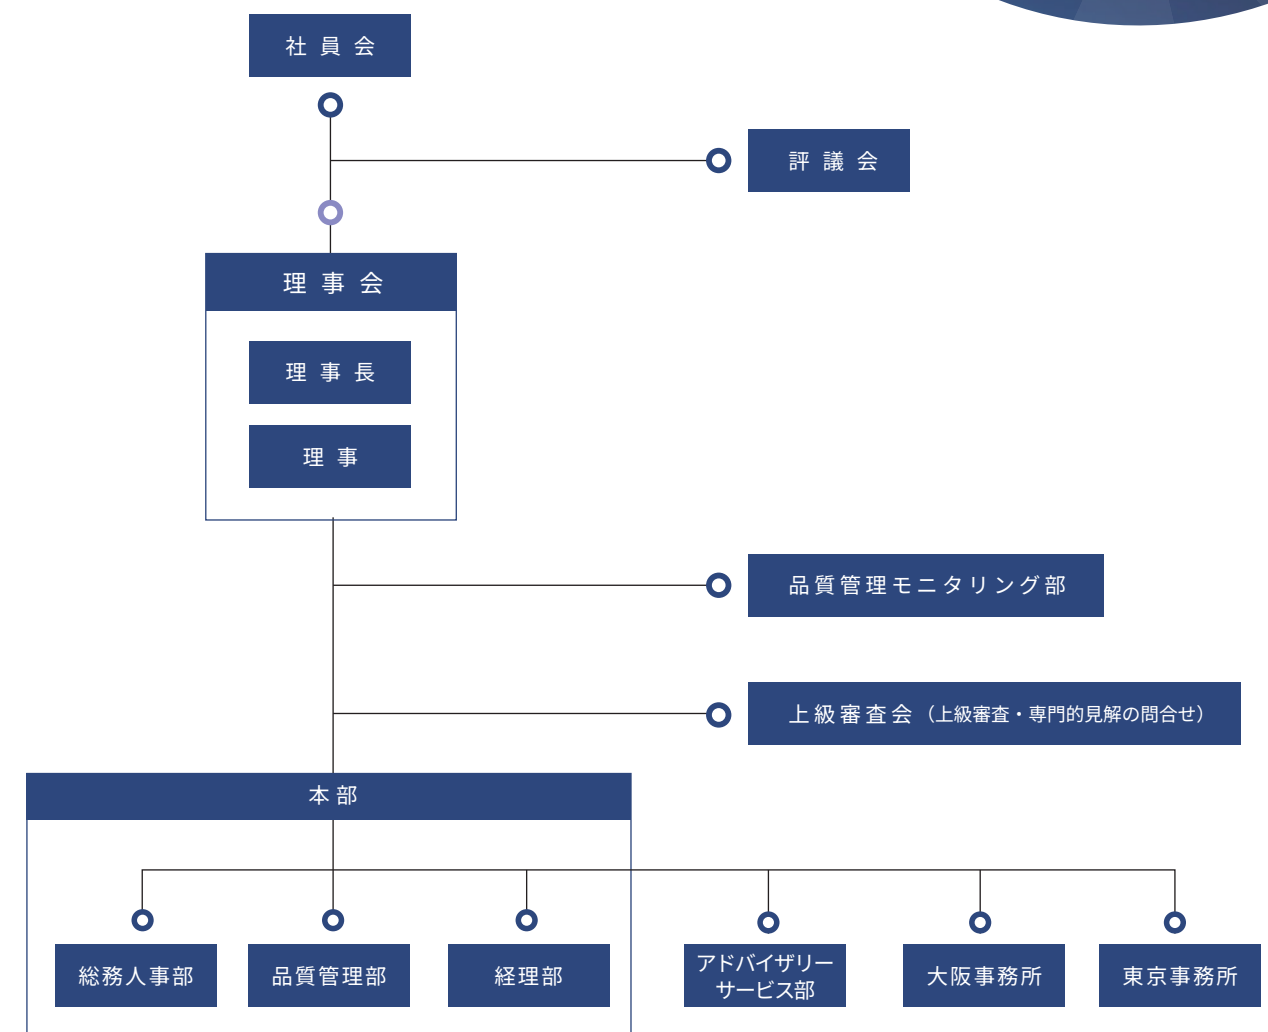 社員会
評議会
理事会
理事長
理事
品質管理モニタリング部
上級審査会（上級審査・専門的見解の問合せ）
本部
総務人事部
品質管理部
経理部
アドバイザリー
サービス部
大阪事務所
東京事務所